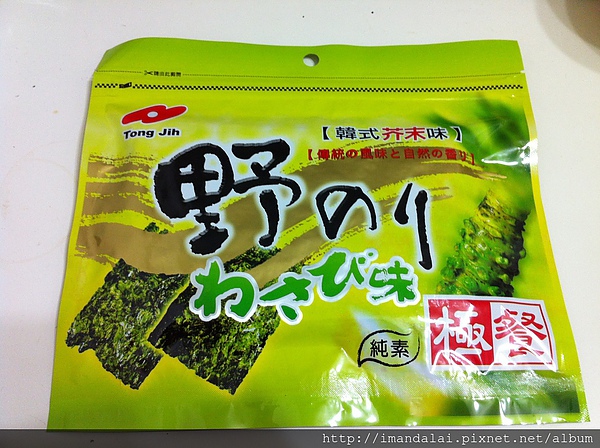 Tong Jih
【韓式芥末味】
【傳統の風味と自然の香り】
野のり
わさび味
純素
極餐
http://imandalai.pixnet.net/album